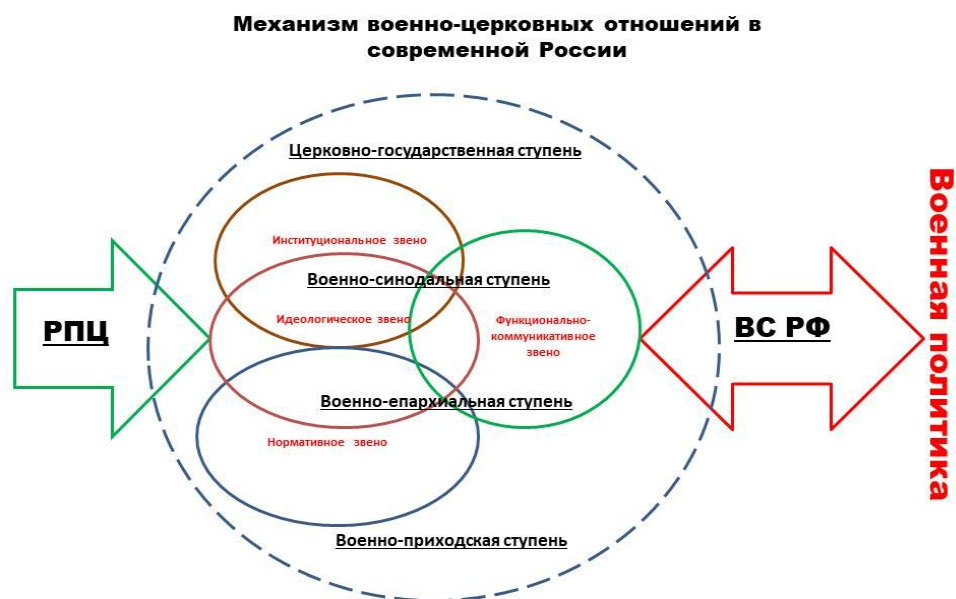 Механизм военно-церковных отношений в
современной России
Церковно-государственная ступень
Институциональное звено
Военно-синодальная ступень
Идеологическое звено
Функционально-
коммуникативное
звено
РПЦ
ВС РФ
Военная политика
Военно-епархиальная ступень
Нормативное звено
Военно-приходская ступень